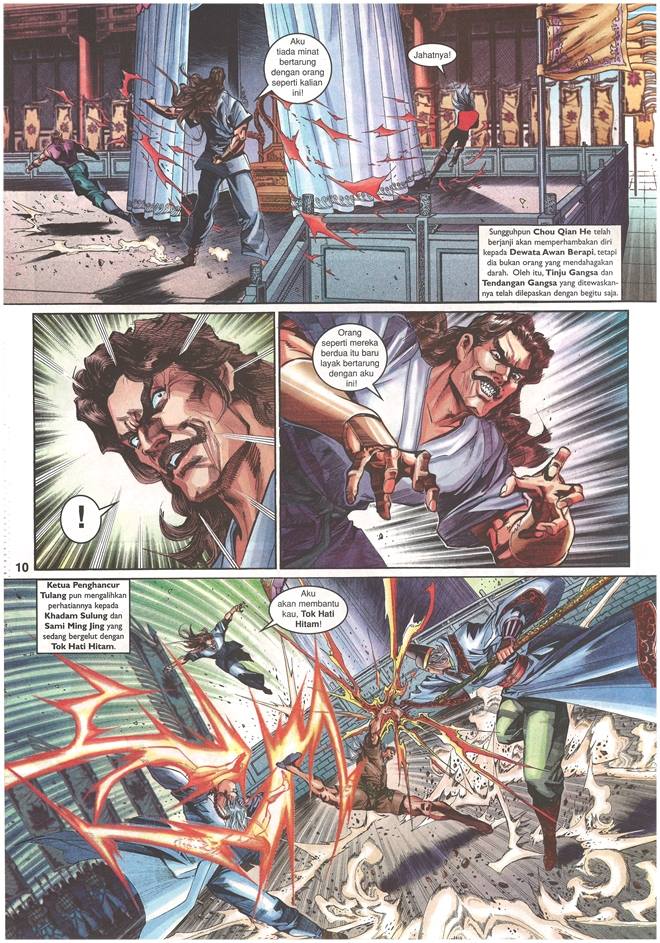 Aku
tiada minat
bertarung
dengan orang
seperti kalian
ini!
Jahatnya!
Sungguhpun Chou Qian He telah
berjanji akan memperhambakan diri
kepada Dewata Awan Berapi, tetapi
dia bukan orang yang mendahagakan
darah. Oleh itu, Tinju Gangsa dan
Tendangan Gangsa yang ditewaskan-
nya telah dilepaskan dengan begitu saja.
!
Orang
seperti mereka
berdua itu baru
layak bertarung
dengan aku
ini!
10
Ketua Penghancur
Tulang pun mengalihkan
perhatiannya kepada
Khadam Sulung dan
Sami Ming Jing yang
sedang bergelut dengan
Tok Hati Hitam.
Aku
akan membantu
kau, Tok Hati
Hitam!